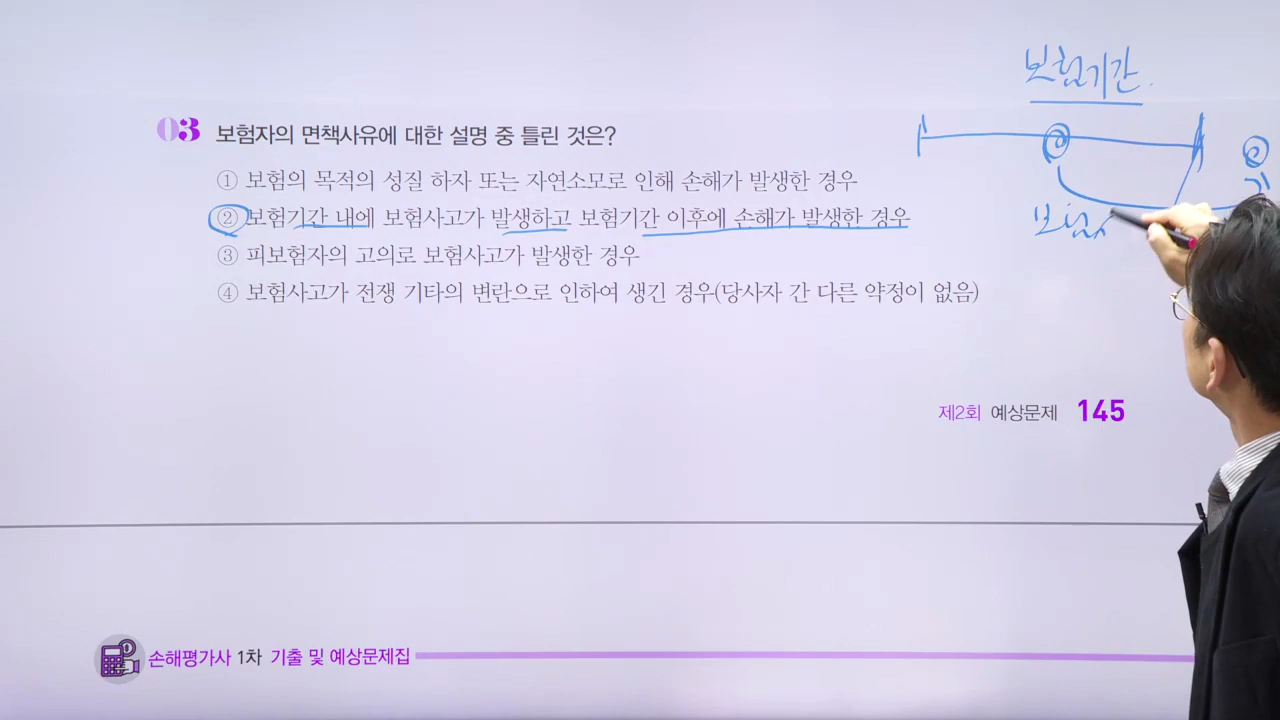 보험기간.
03 보험자의 면책사유에 대한 설명 중 틀린 것은?
① 보험의 목적의 성질 하자 또는 자연소모로 인해 손해가 발생한 경우
② 보험기간 내에 보험사고가 발생하고 보험기간 이후에 손해가 발생한 경우
보험ㅅ
③ 피보험자의 고의로 보험사고가 발생한 경우
④ 보험사고가 전쟁 기타의 변란으로 인하여 생긴 경우(당사자 간 다른 약정이 없음)
제2회 예상문제 145
손해평가사 1차 기출 및 예상문제집